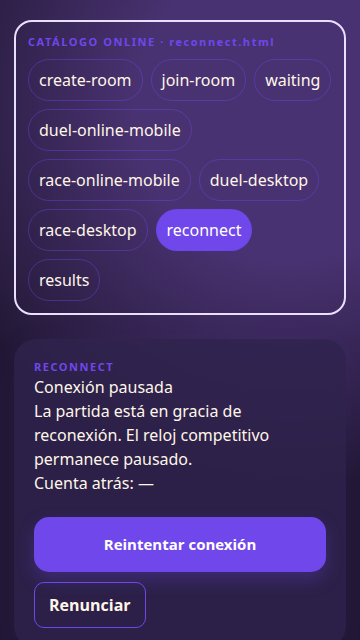 CATÁLOGO ONLINE · reconnect.html
create-room join-room waiting
duel-online-mobile
race-online-mobile duel-desktop
race-desktop reconnect
results
RECONNECT
Conexión pausada
La partida está en gracia de
reconexión. El reloj competitivo
permanece pausado.
Cuenta atrás: —
Reintentar conexión
Renunciar